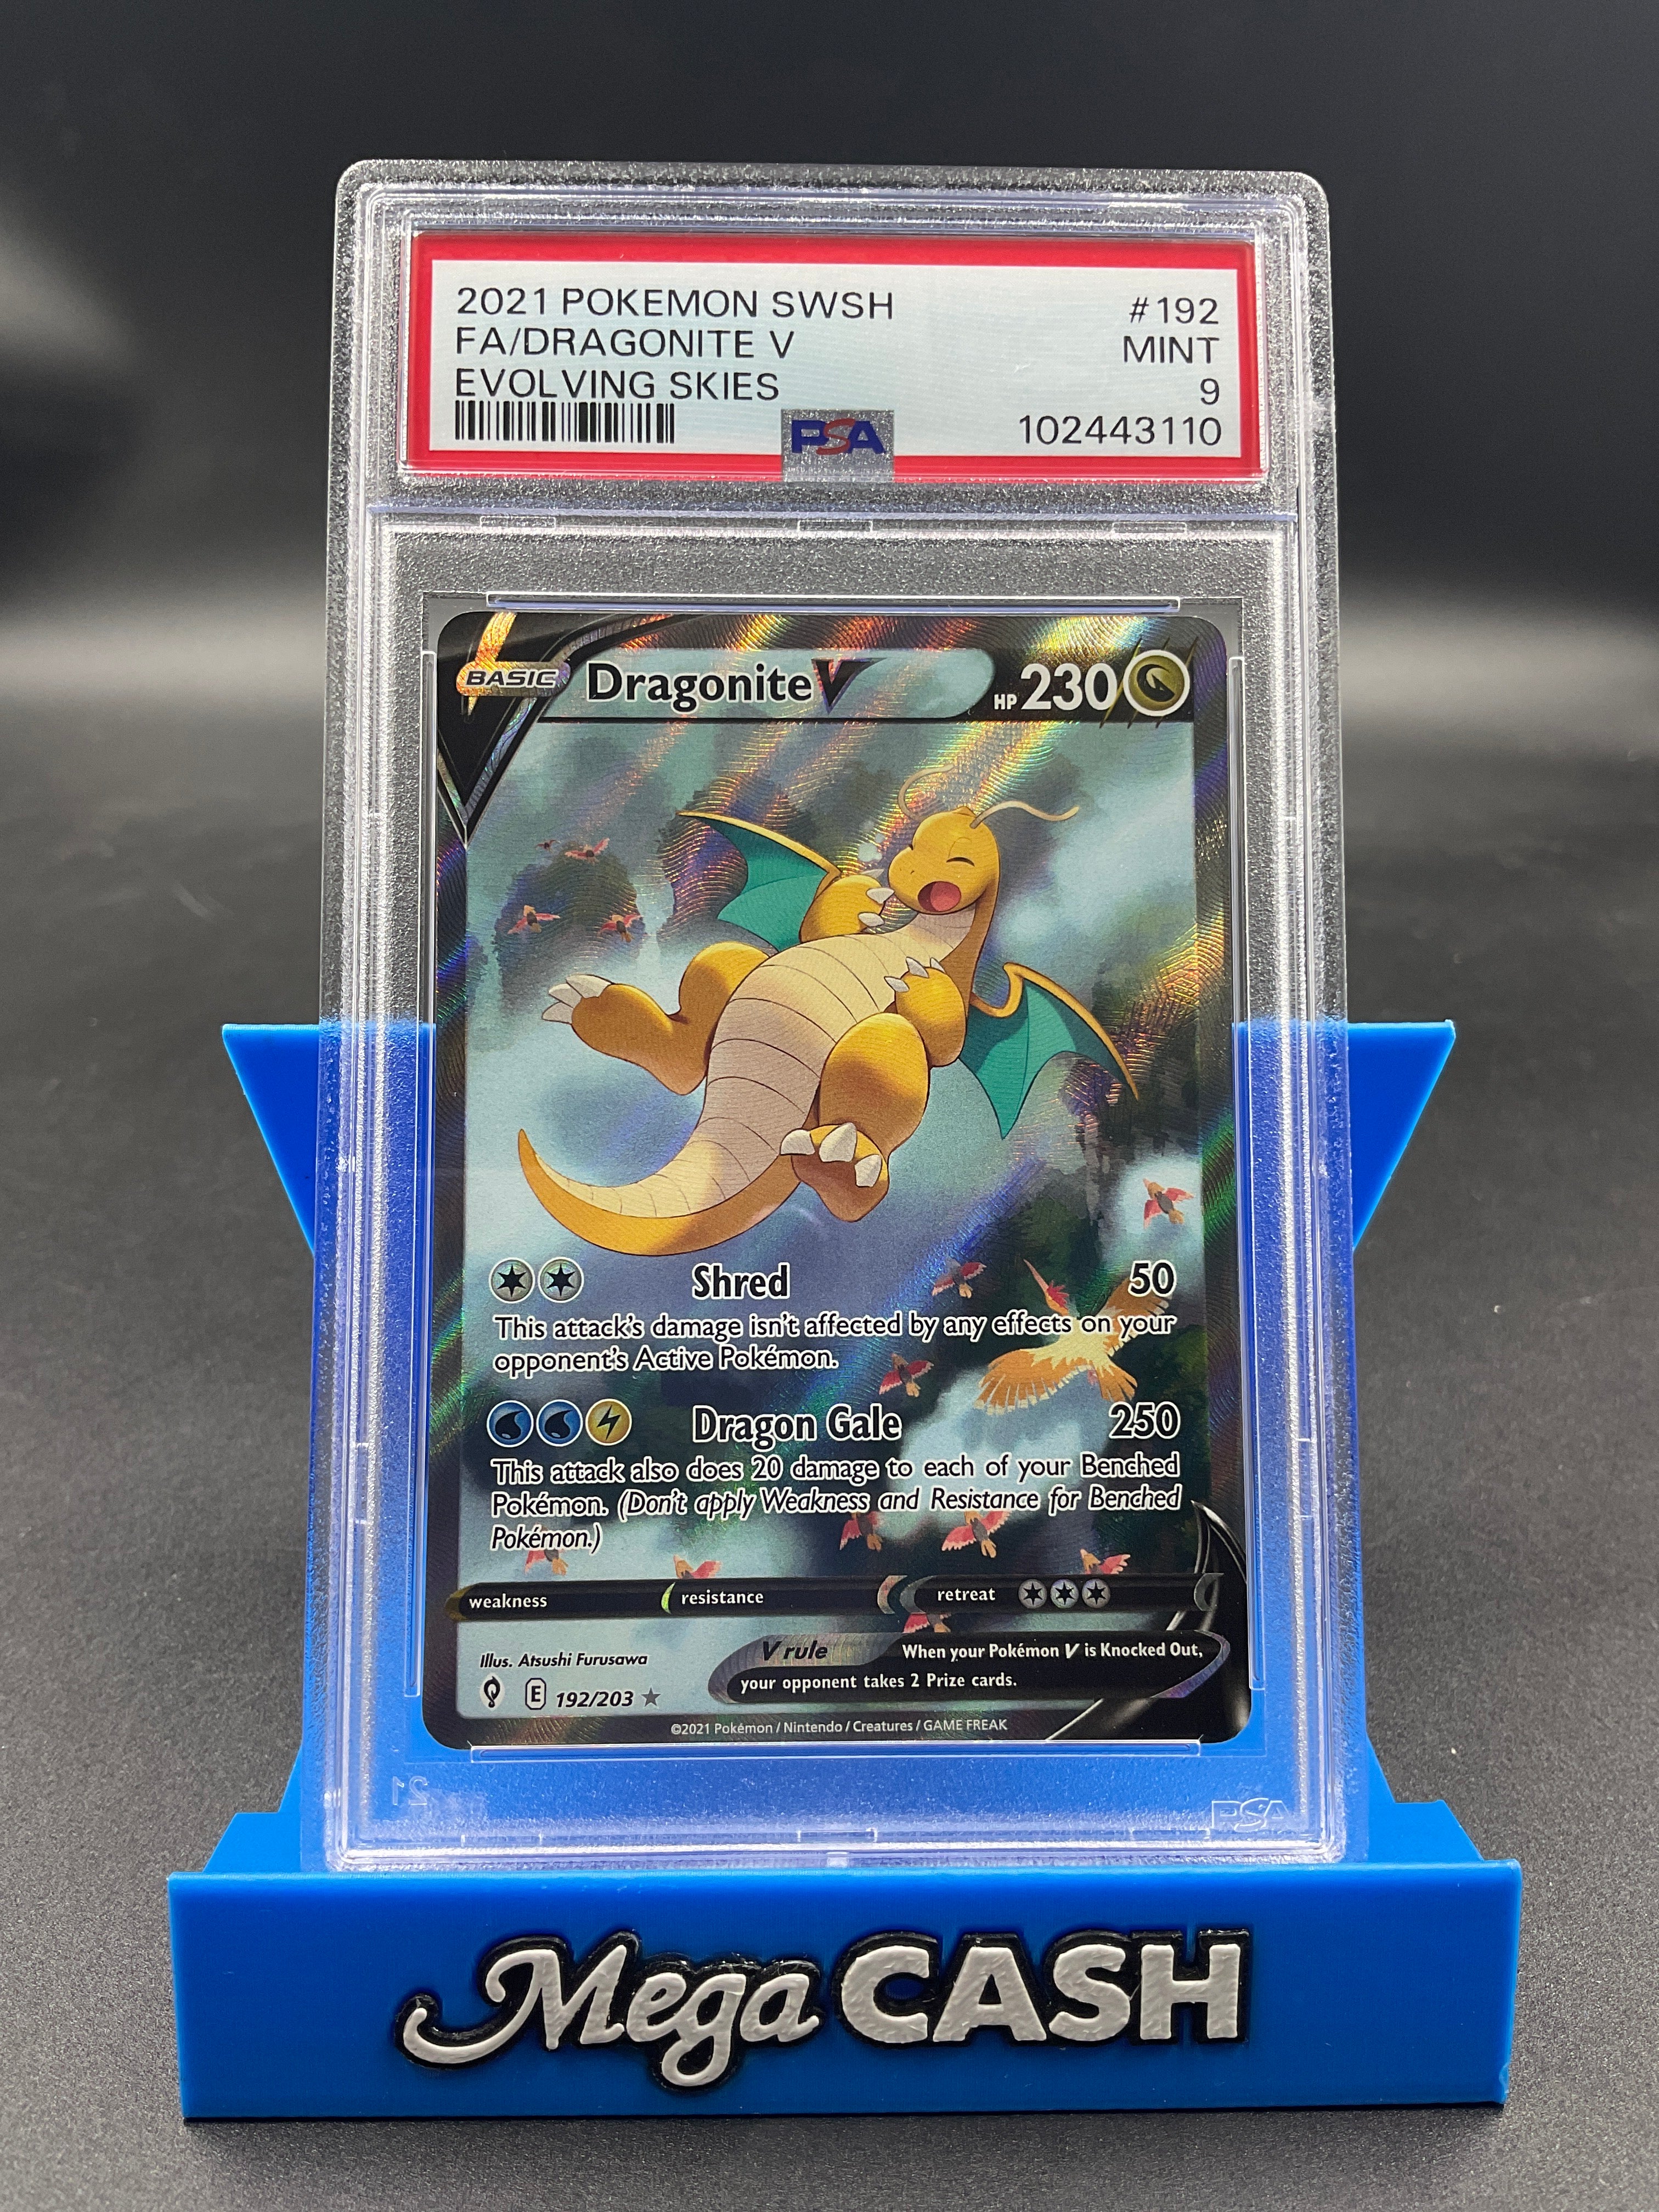 2021 POKEMON SWSH #192
FA/DRAGONITE V MINT
EVOLVING SKIES 9
PSA 102443110
BASIC Dragonite V HP 230
Shred 50
This attack's damage isn't affected by any effects on your
opponent's Active Pokémon.
Dragon Gale 250
This attack also does 20 damage to each of your Benched
Pokémon. (Don't apply Weakness and Resistance for Benched
Pokémon.)
weakness resistance retreat
Illus. Atsushi Furusawa
V rule When your Pokémon V is Knocked Out,
your opponent takes 2 Prize cards.
E 192/203
©2021 Pokémon / Nintendo / Creatures / GAME FREAK
21 PSA
Mega CASH